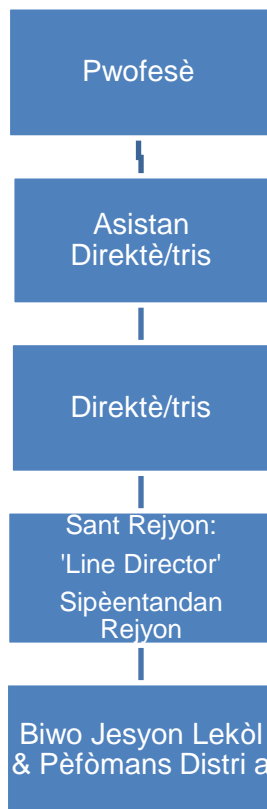 Pwofesè
Asistan
Direktè/tris
Direktè/tris
Sant Rejyon:
'Line Director'
Sipèentandan
Rejyon
Biwo Jesyon Lekòl
& Pèfòmans Distri a